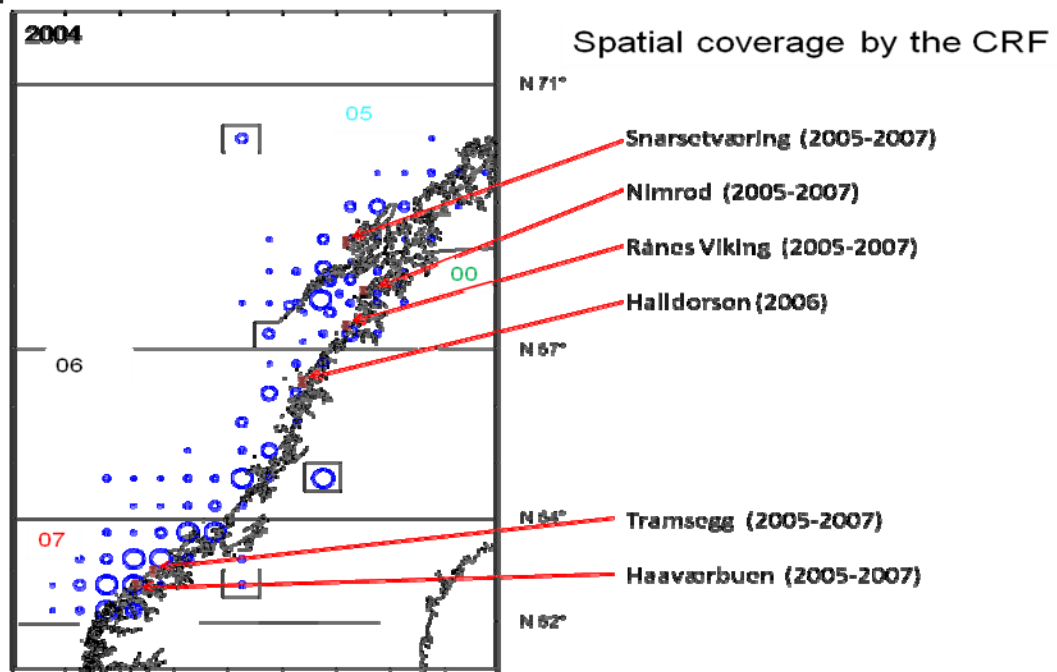 2004
Spatial coverage by the CRF
N 71°
05
Snarsetværing (2005-2007)
Nimrod (2005-2007)
Rånes Viking (2005-2007)
00
Halldorson (2006)
N 67°
06
N 64°
Tramsegg (2005-2007)
07
Haaværbuen (2005-2007)
N 62°